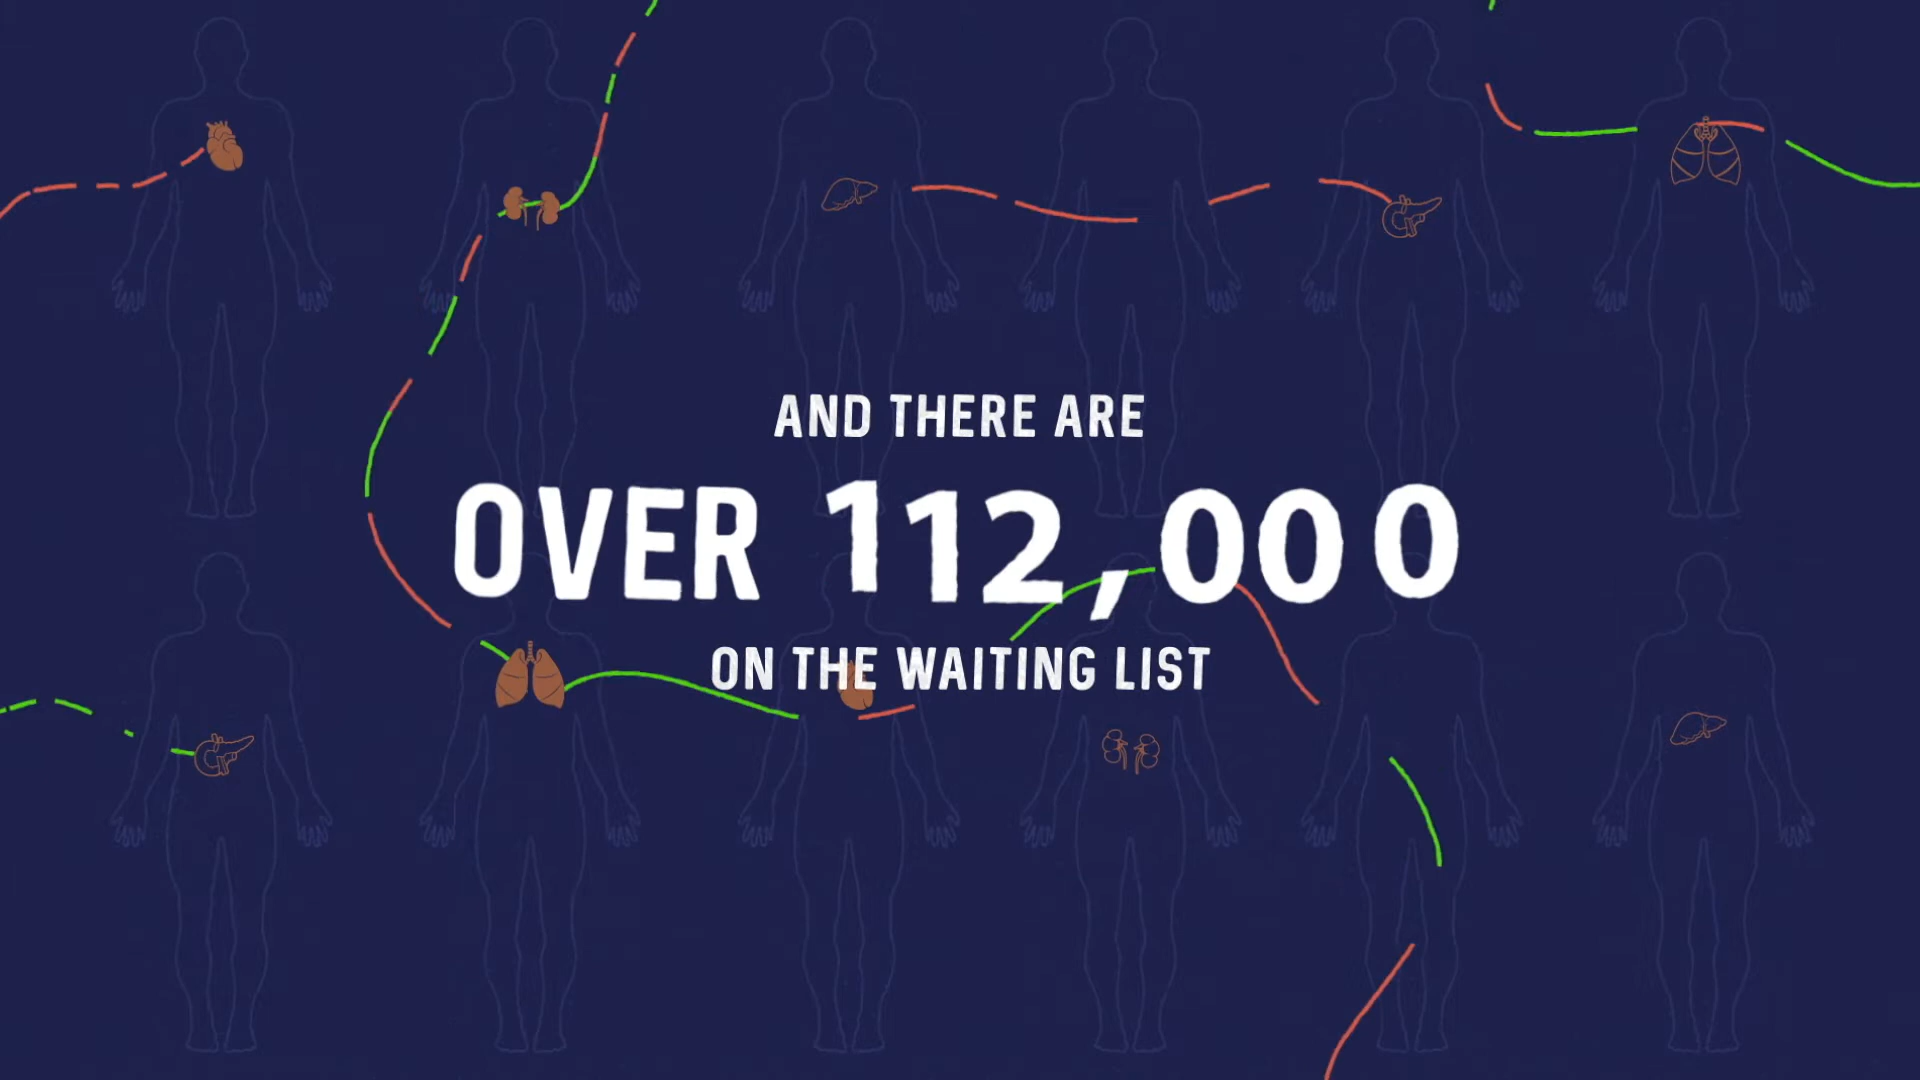 AND THERE ARE
OVER 112,000
ON THE WAITING LIST